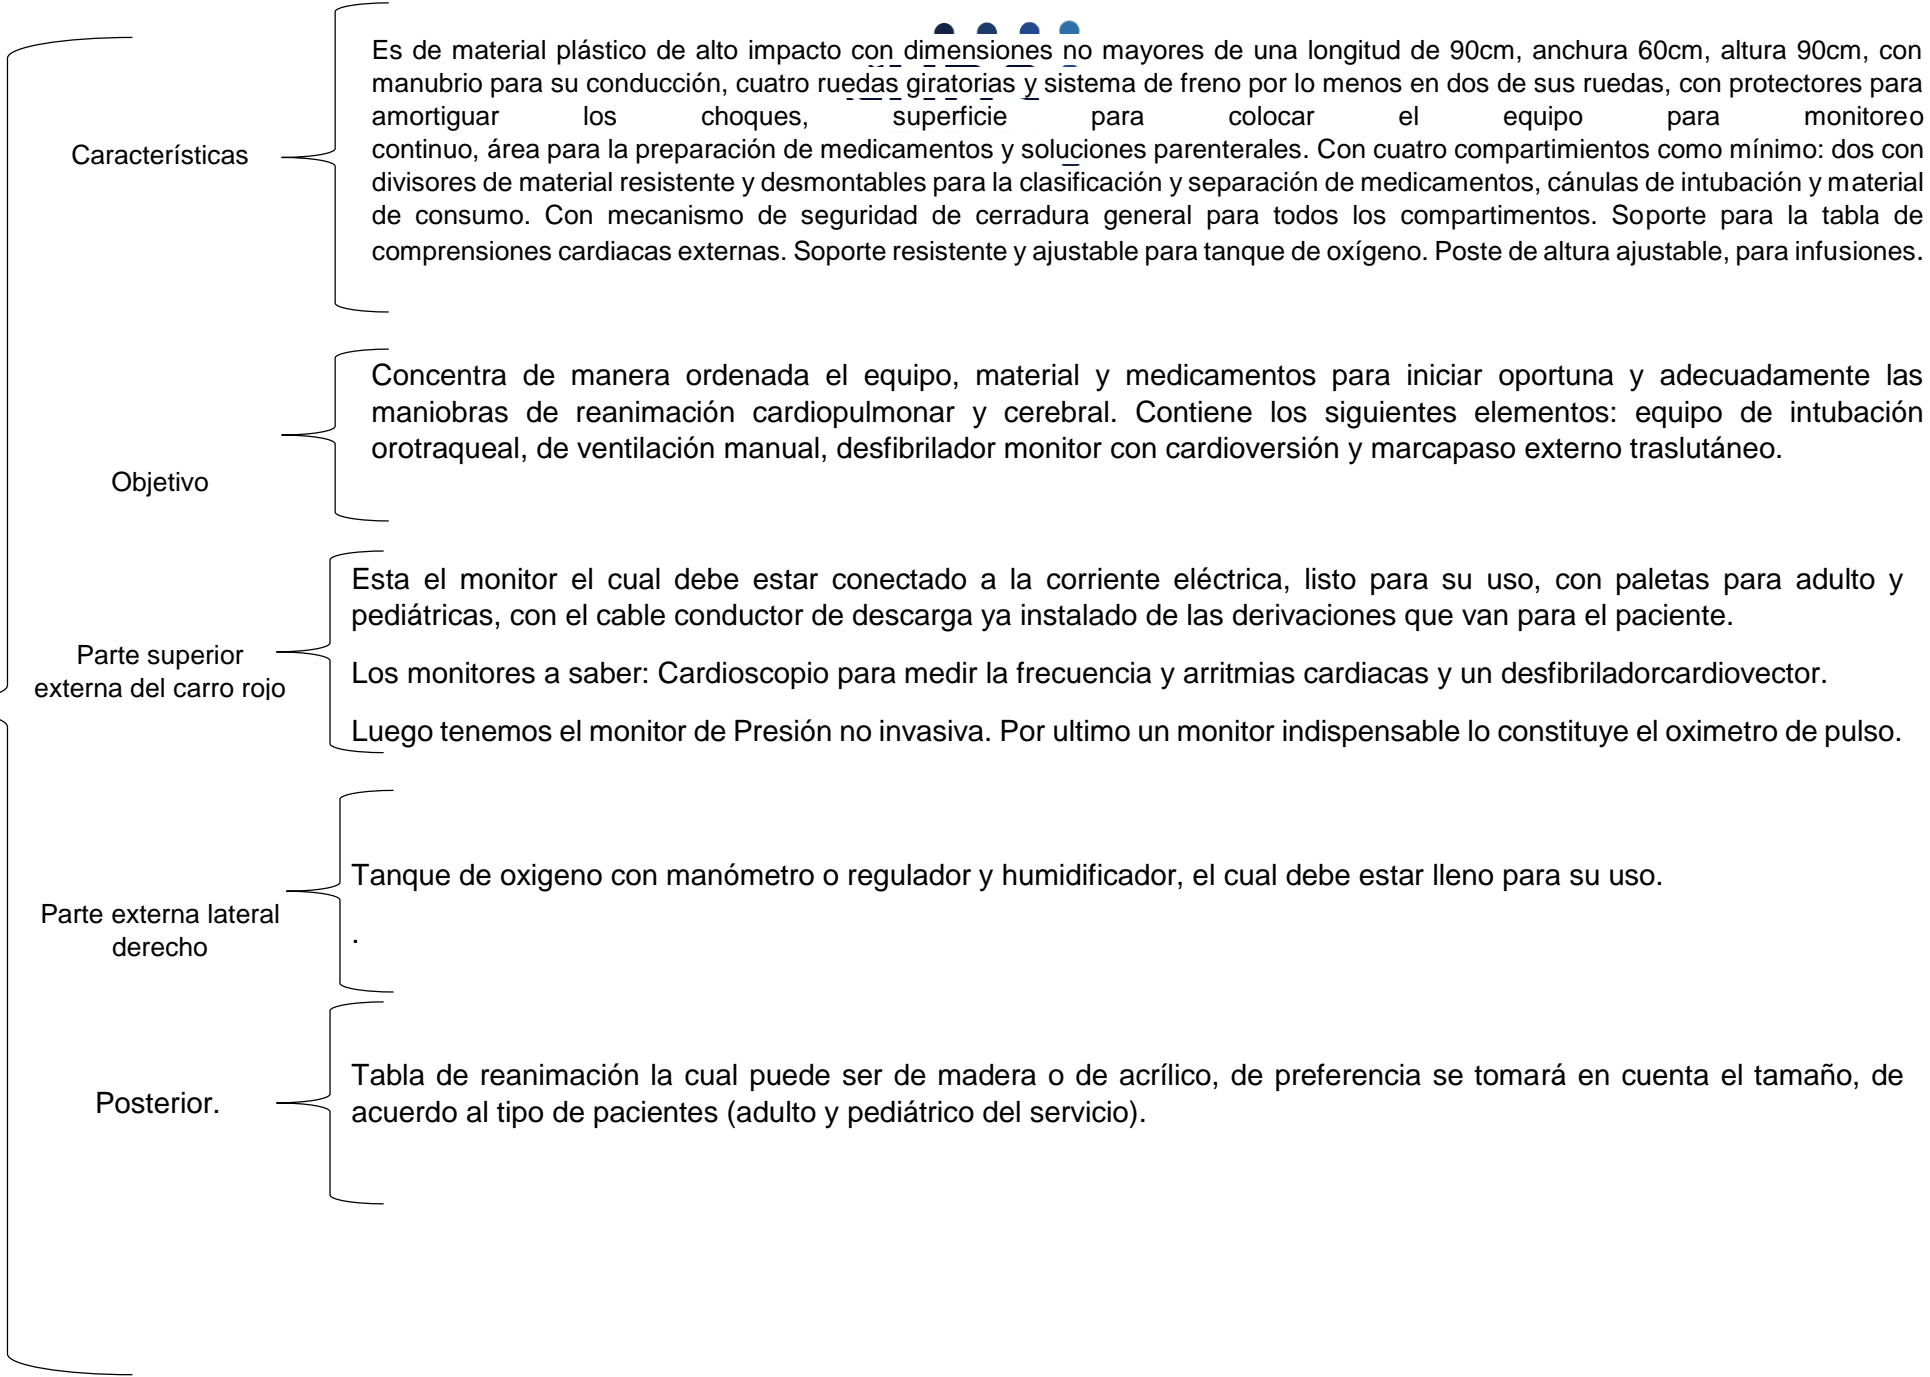 Características
Es de material plástico de alto impacto con dimensiones no mayores de una longitud de 90cm, anchura 60cm, altura 90cm, con
manubrio para su conducción, cuatro ruedas giratorias y sistema de freno por lo menos en dos de sus ruedas, con protectores para
amortiguar los choques, superficie para colocar el equipo para monitoreo
continuo, área para la preparación de medicamentos y soluciones parenterales. Con cuatro compartimientos como mínimo: dos con
divisores de material resistente y desmontables para la clasificación y separación de medicamentos, cánulas de intubación y material
de consumo. Con mecanismo de seguridad de cerradura general para todos los compartimentos. Soporte para la tabla de
comprensiones cardiacas externas. Soporte resistente y ajustable para tanque de oxígeno. Poste de altura ajustable, para infusiones.
Objetivo
Concentra de manera ordenada el equipo, material y medicamentos para iniciar oportuna y adecuadamente las
maniobras de reanimación cardiopulmonar y cerebral. Contiene los siguientes elementos: equipo de intubación
orotraqueal, de ventilación manual, desfibrilador monitor con cardioversión y marcapaso externo traslutáneo.
Parte superior
externa del carro rojo
Esta el monitor el cual debe estar conectado a la corriente eléctrica, listo para su uso, con paletas para adulto y
pediátricas, con el cable conductor de descarga ya instalado de las derivaciones que van para el paciente.
Los monitores a saber: Cardioscopio para medir la frecuencia y arritmias cardiacas y un desfibriladorcardiovector.
Luego tenemos el monitor de Presión no invasiva. Por ultimo un monitor indispensable lo constituye el oximetro de pulso.
Parte externa lateral
derecho
Tanque de oxigeno con manómetro o regulador y humidificador, el cual debe estar lleno para su uso.
.
Posterior.
Tabla de reanimación la cual puede ser de madera o de acrílico, de preferencia se tomará en cuenta el tamaño, de
acuerdo al tipo de pacientes (adulto y pediátrico del servicio).